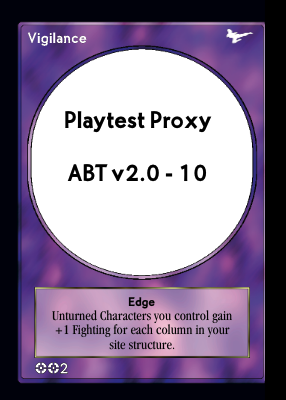 Vigilance
Playtest Proxy
ABT v2.0 - 10
Edge
Unturned Characters you control gain
+1 Fighting for each column in your
site structure.
2